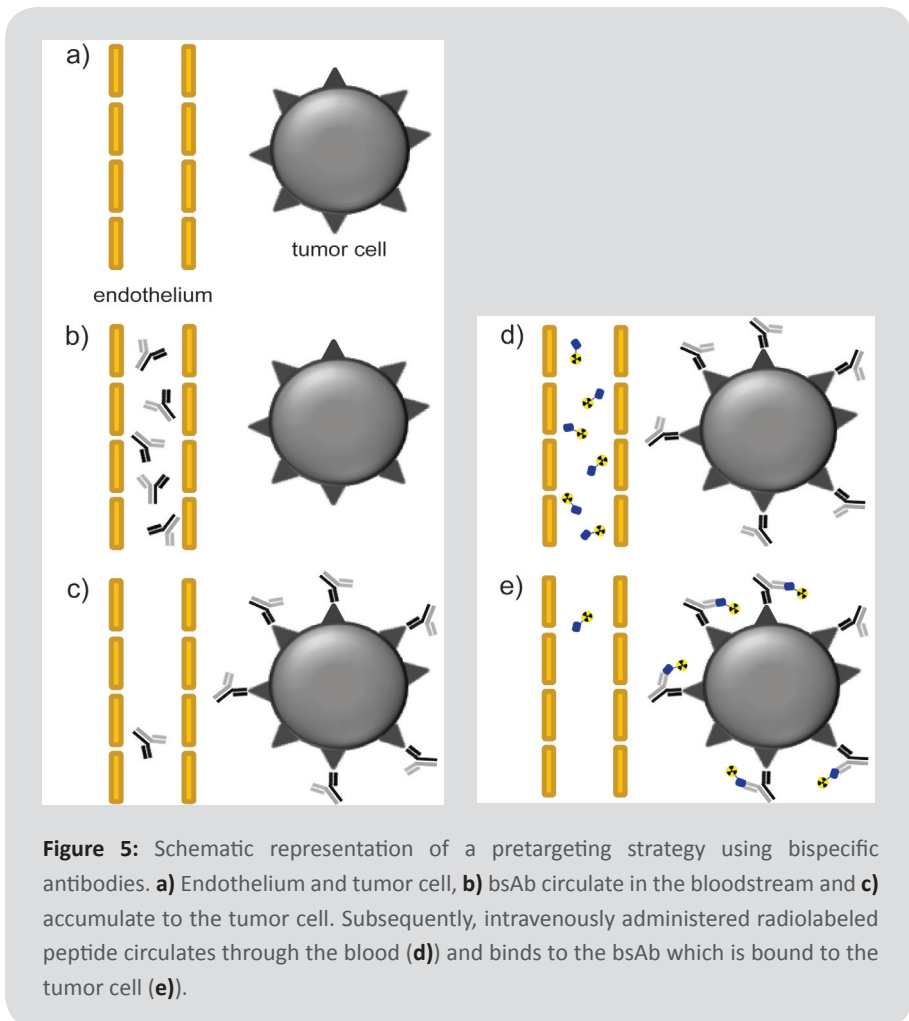 a)
tumor cell
endothelium
b)
c)
d)
e)
Figure 5: Schematic representation of a pretargeting strategy using bispecific
antibodies. a) Endothelium and tumor cell, b) bsAb circulate in the bloodstream and c)
accumulate to the tumor cell. Subsequently, intravenously administered radiolabeled
peptide circulates through the blood (d)) and binds to the bsAb which is bound to the
tumor cell (e)).